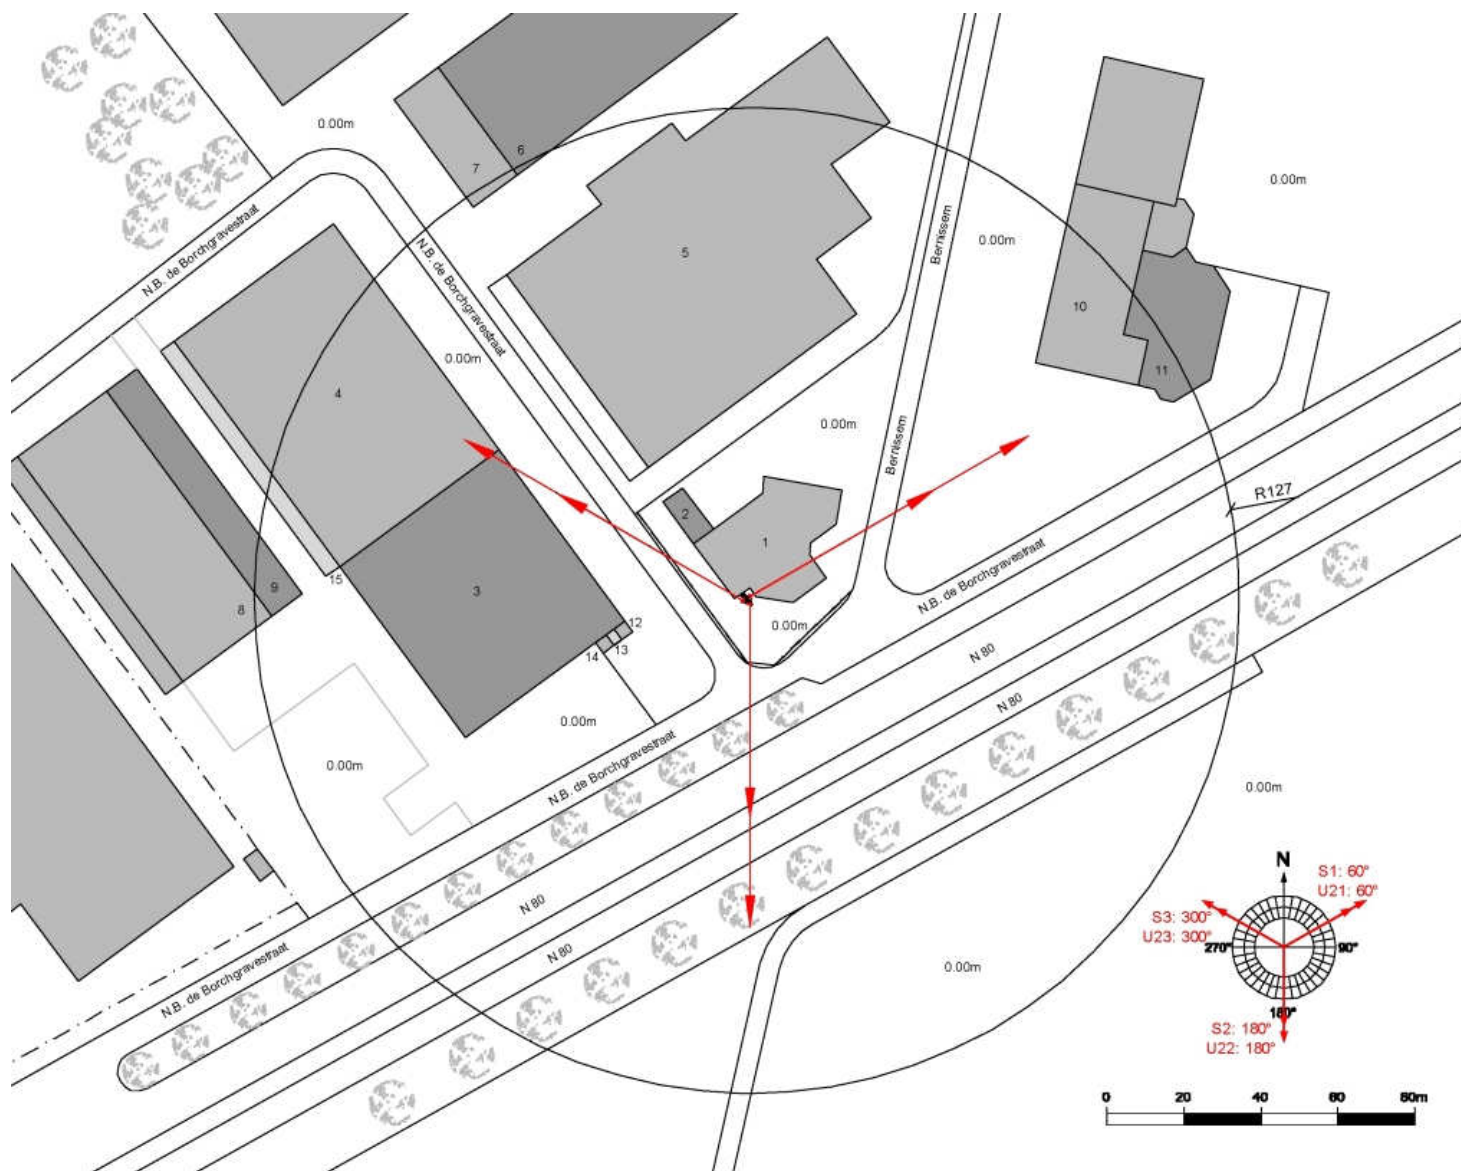 0.00m
6
7
N.B. de Borchgravestraat
N.B. de Borchgravestraat
0.00m
5
Bernissem
0.00m
0.00m
10
11
4
0.00m
Bernissem
R127
2
1
15
9
8
3
12
13
14
0.00m
N.B. de Borchgravestraat
N 80
N 80
0.00m
0.00m
N.B. de Borchgravestraat
0.00m
N 80
N 80
N.B. de Borchgravestraat
0.00m
N
S1: 60°
U21: 60°
S3: 300°
U23: 300°
270°
90°
180°
S2: 180°
U22: 180°
0.00m
0 20 40 60 80m